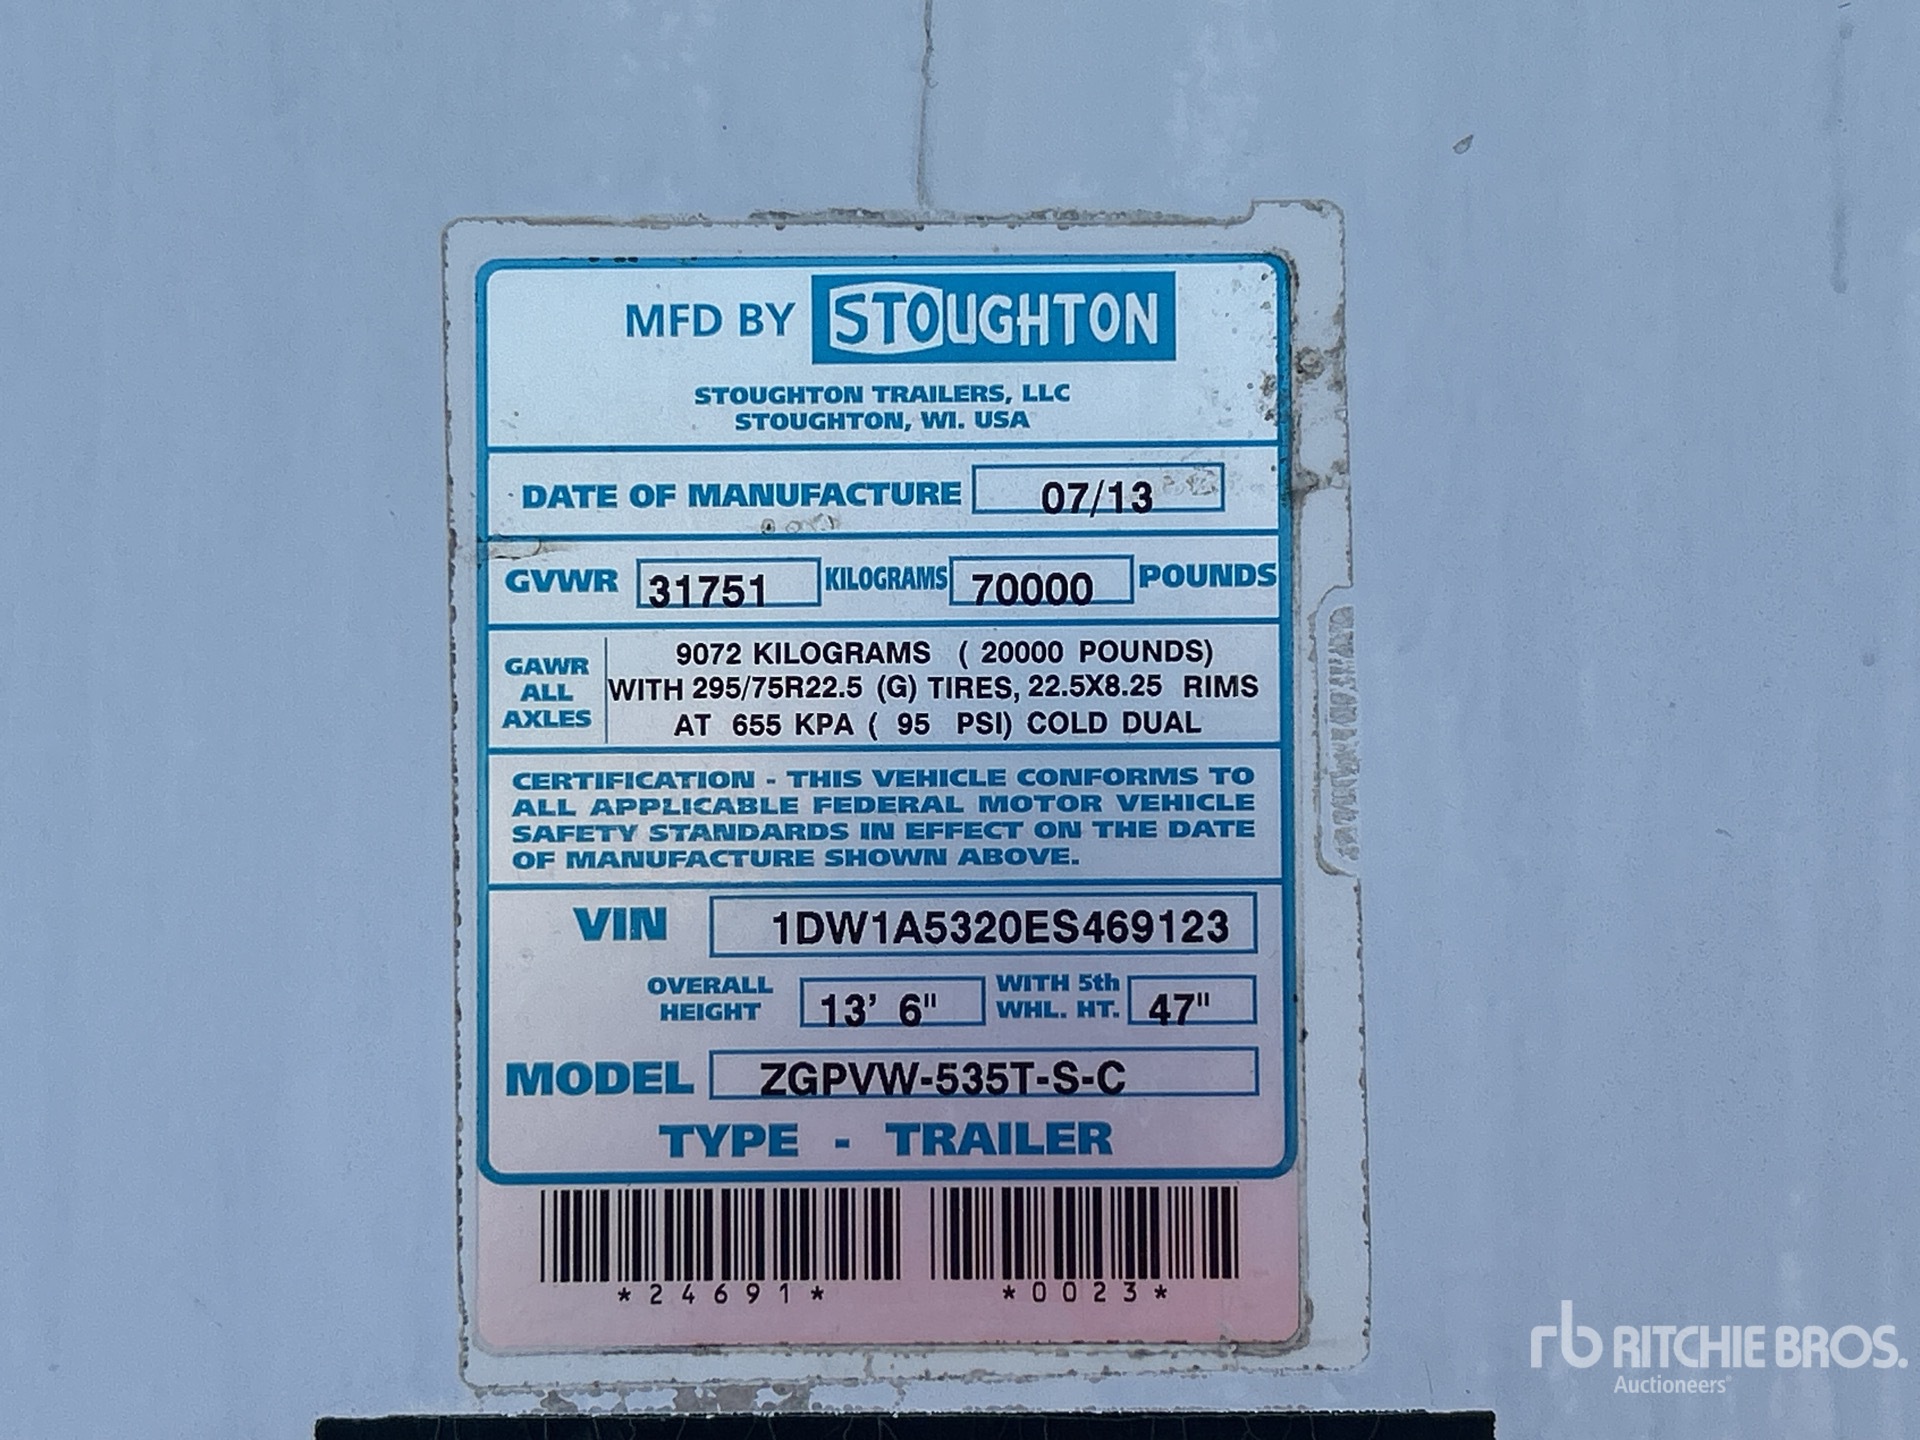 MFD BY STOUGHTON
STOUGHTON TRAILERS, LLC
STOUGHTON, WI. USA
DATE OF MANUFACTURE 07/13
GVWR 31751 KILOGRAMS 70000 POUNDS
GAWR ALL AXLES
9072 KILOGRAMS ( 20000 POUNDS)
WITH 295/75R22.5 (G) TIRES, 22.5X8.25 RIMS
AT 655 KPA ( 95 PSI) COLD DUAL
CERTIFICATION - THIS VEHICLE CONFORMS TO
ALL APPLICABLE FEDERAL MOTOR VEHICLE
SAFETY STANDARDS IN EFFECT ON THE DATE
OF MANUFACTURE SHOWN ABOVE.
VIN 1DW1A5320ES469123
OVERALL HEIGHT 13' 6" WITH 5th WHL. HT. 47"
MODEL ZGPVW-535T-S-C
TYPE - TRAILER
*24691* *0023*
rb RITCHIE BROS.
Auctioneers